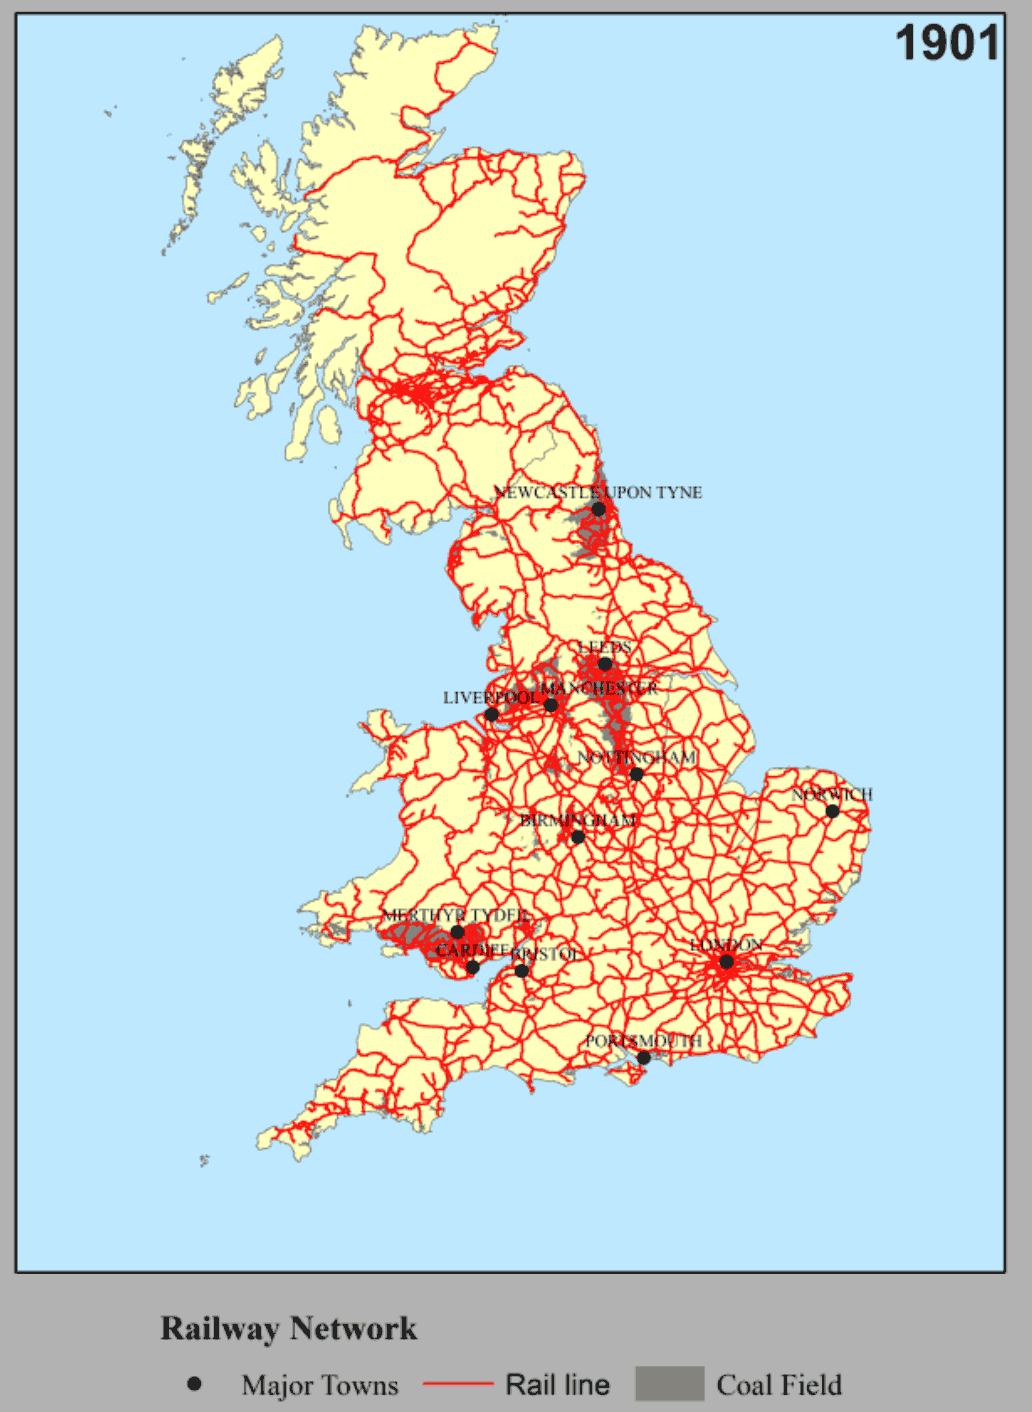 1901
NEWCASTLE UPON TYNE
LEEDS
MANCHESTER
LIVERPOOL
NOTTINGHAM
NORWICH
BIRMINGHAM
MERTHYR TYDFIL
CARDIFF
BRISTOL
LONDON
PORTSMOUTH
Railway Network
Major Towns
Rail line
Coal Field